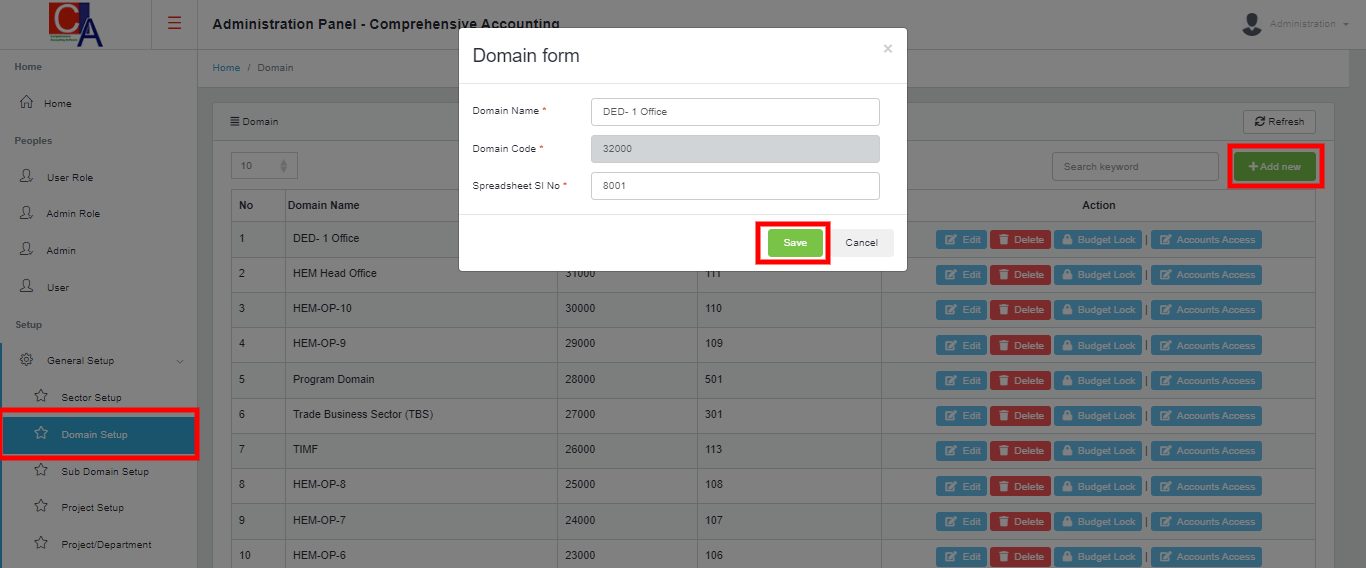 CA
Administration Panel - Comprehensive Accounting
Administration
Home
Home
Peoples
User Role
Admin Role
Admin
User
Setup
General Setup
Sector Setup
Domain Setup
Sub Domain Setup
Project Setup
Project/Department
Home / Domain
Domain
Refresh
10
Search keyword
Add new
Domain form
×
Domain Name * DED- 1 Office
Domain Code * 32000
Spreadsheet Sl No * 8001
Save Cancel
No Domain Name Action
1 DED- 1 Office Edit Delete Budget Lock | Accounts Access
2 HEM Head Office 31000 111 Edit Delete Budget Lock | Accounts Access
3 HEM-OP-10 30000 110 Edit Delete Budget Lock | Accounts Access
4 HEM-OP-9 29000 109 Edit Delete Budget Lock | Accounts Access
5 Program Domain 28000 501 Edit Delete Budget Lock | Accounts Access
6 Trade Business Sector (TBS) 27000 301 Edit Delete Budget Lock | Accounts Access
7 TIMF 26000 113 Edit Delete Budget Lock | Accounts Access
8 HEM-OP-8 25000 108 Edit Delete Budget Lock | Accounts Access
9 HEM-OP-7 24000 107 Edit Delete Budget Lock | Accounts Access
10 HEM-OP-6 23000 106 Edit Delete Budget Lock | Accounts Access